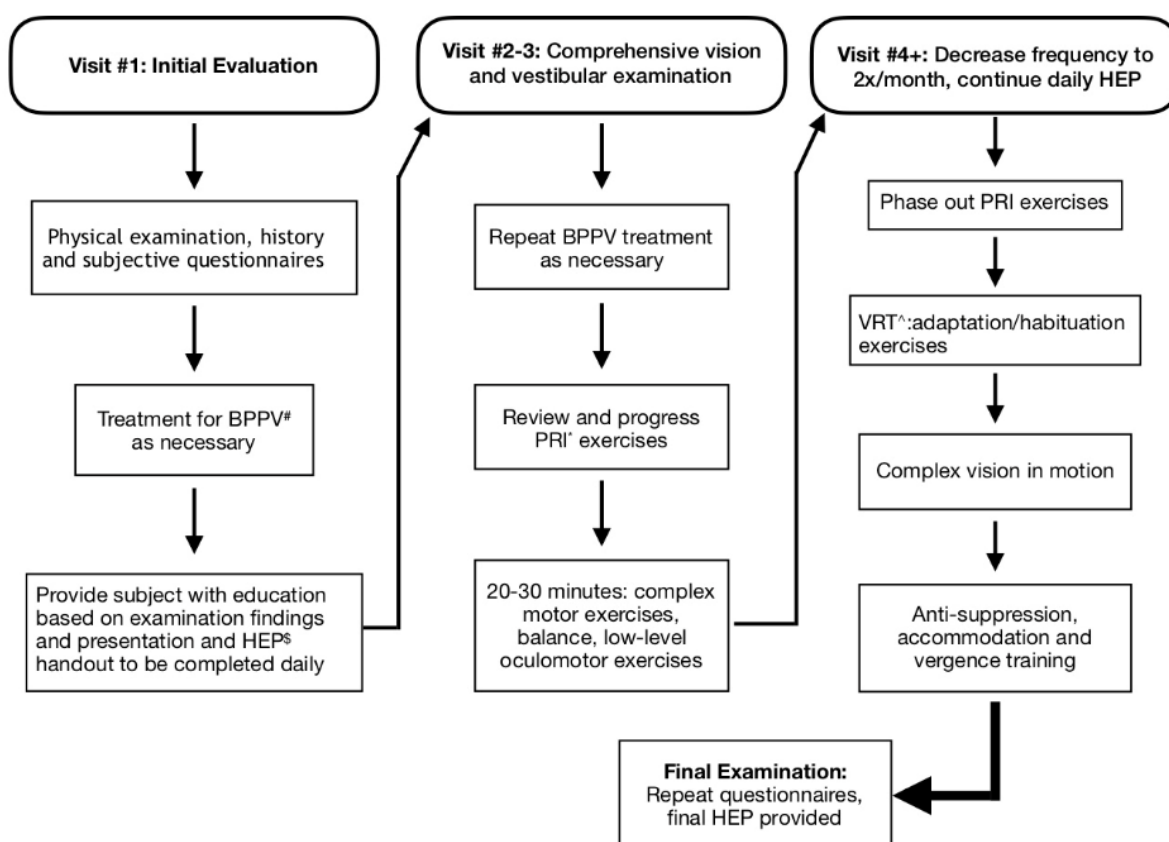 Visit #1: Initial Evaluation
Physical examination, history
and subjective questionnaires
Treatment for BPPV#
as necessary
Provide subject with education
based on examination findings
and presentation and HEP$
handout to be completed daily
Visit #2-3: Comprehensive vision
and vestibular examination
Repeat BPPV treatment
as necessary
Review and progress
PRI* exercises
20-30 minutes: complex
motor exercises,
balance, low-level
oculomotor exercises
Visit #4+: Decrease frequency to
2x/month, continue daily HEP
Phase out PRI exercises
VRT^:adaptation/habituation
exercises
Complex vision in motion
Anti-suppression,
accommodation and
vergence training
Final Examination:
Repeat questionnaires,
final HEP provided